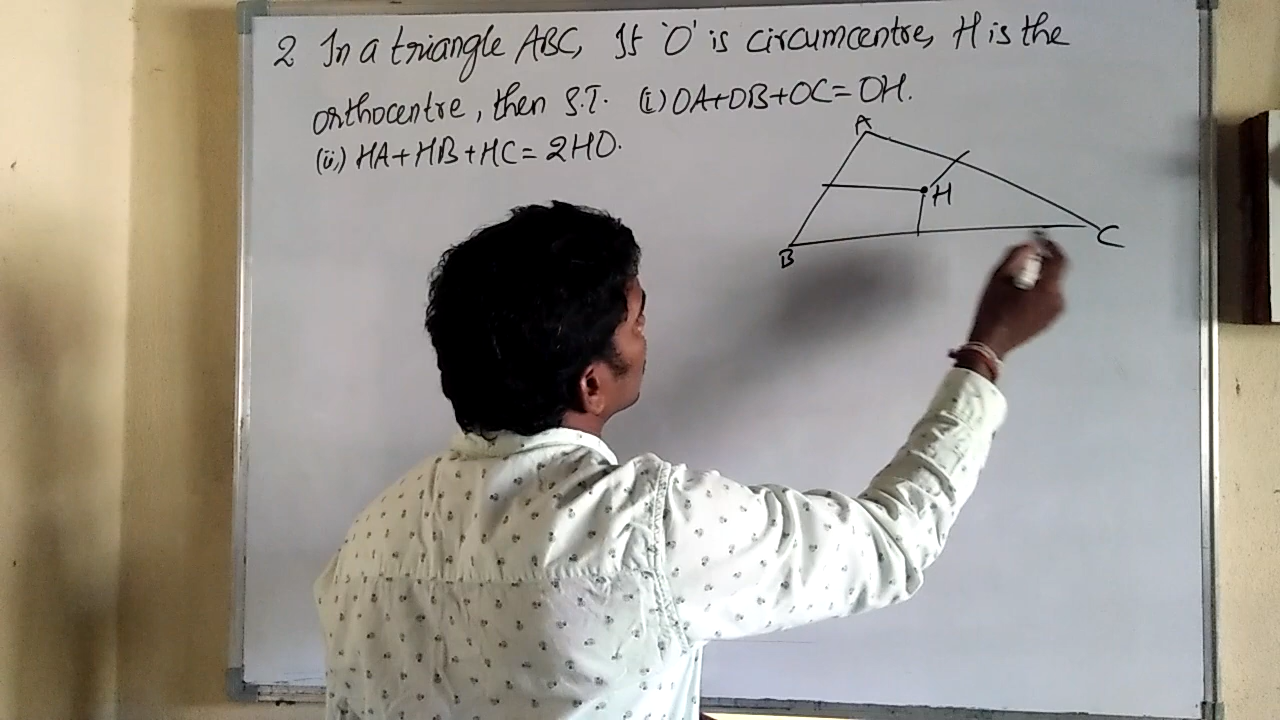 2 In a triangle ABC, If 'O' is circumcentre, H is the
orthocentre, then S.T. (i) OA+OB+OC=OH.
(ii) HA+HB+HC=2HO.
A
H
B
C